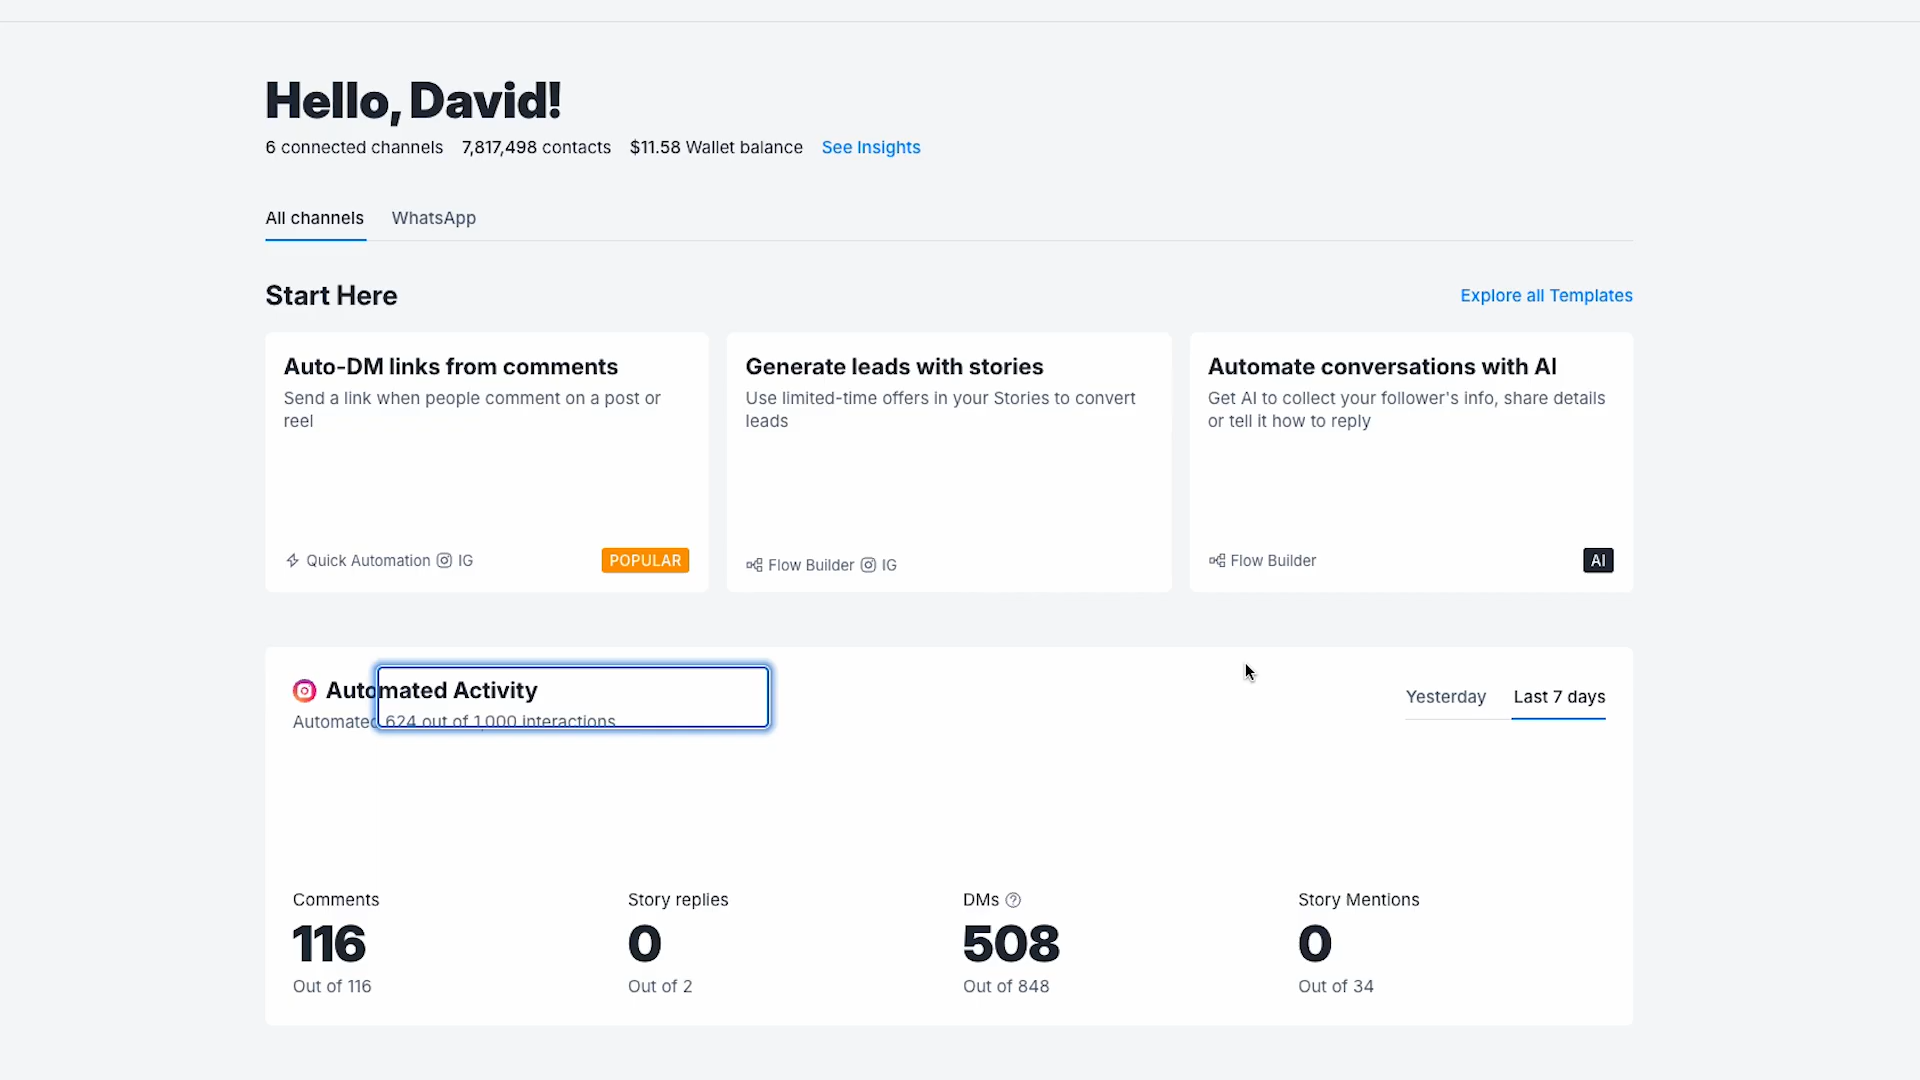 Hello, David!
6 connected channels 7,817,498 contacts $11.58 Wallet balance See Insights
All channels WhatsApp
Start Here Explore all Templates
Auto-DM links from comments
Send a link when people comment on a post or
reel
Quick Automation IG POPULAR
Generate leads with stories
Use limited-time offers in your Stories to convert
leads
Flow Builder IG
Automate conversations with AI
Get AI to collect your follower's info, share details
or tell it how to reply
Flow Builder AI
Automated Activity
Automated 624 out of 1,000 interactions
Yesterday Last 7 days
Comments
116
Out of 116
Story replies
0
Out of 2
DMs ?
508
Out of 848
Story Mentions
0
Out of 34